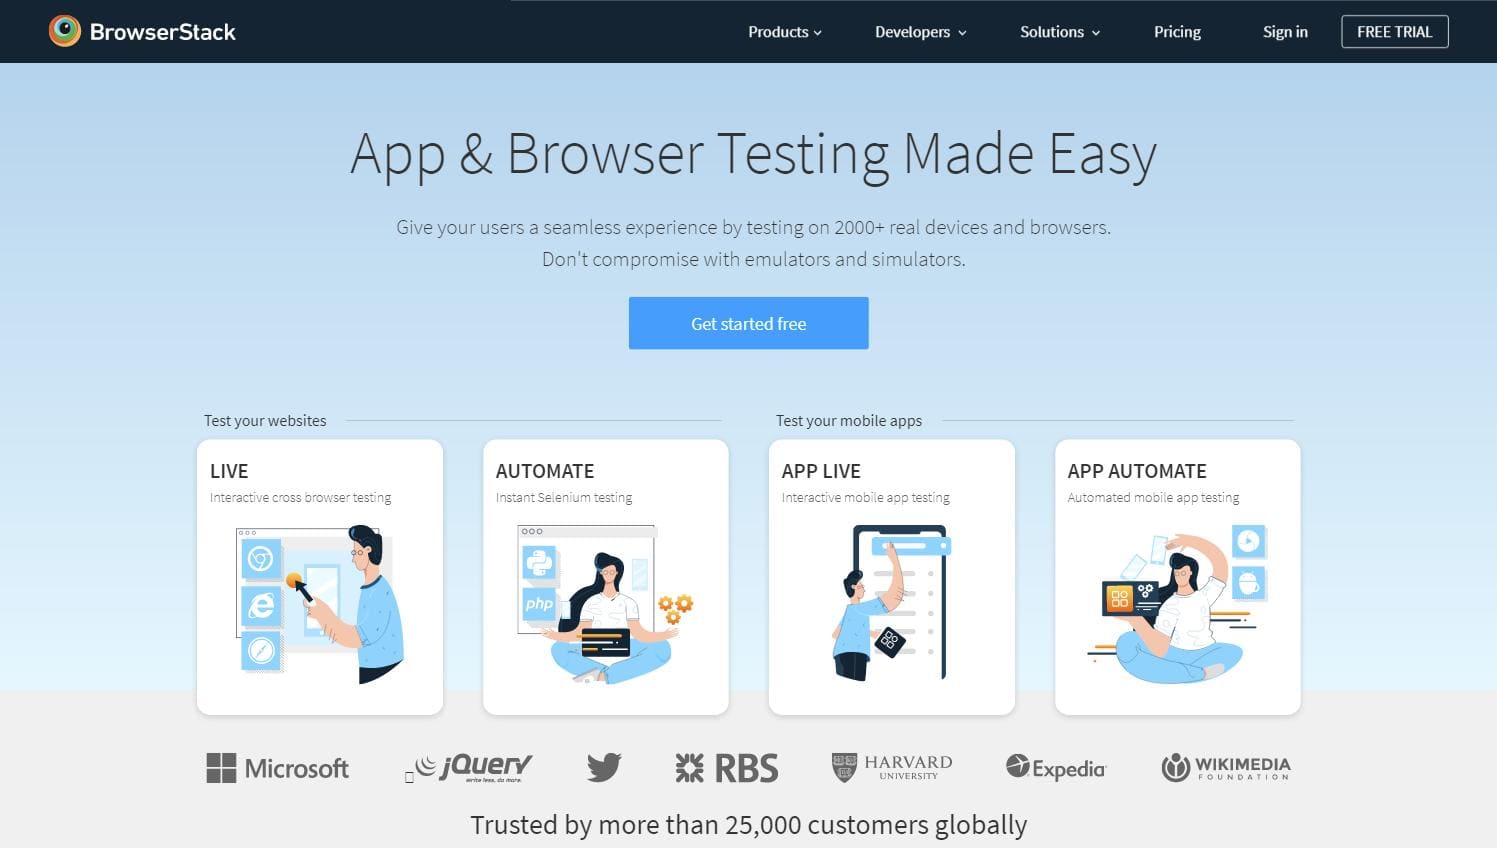 BrowserStack
Products
Developers
Solutions
Pricing
Sign in
FREE TRIAL
App & Browser Testing Made Easy
Give your users a seamless experience by testing on 2000+ real devices and browsers.
Don't compromise with emulators and simulators.
Get started free
Test your websites
Test your mobile apps
LIVE
Interactive cross browser testing
AUTOMATE
Instant Selenium testing
php
APP LIVE
Interactive mobile app testing
APP AUTOMATE
Automated mobile app testing
Microsoft
jQuery
write less, do more.
RBS
HARVARD
UNIVERSITY
Expedia
WIKIMEDIA
FOUNDATION
Trusted by more than 25,000 customers globally